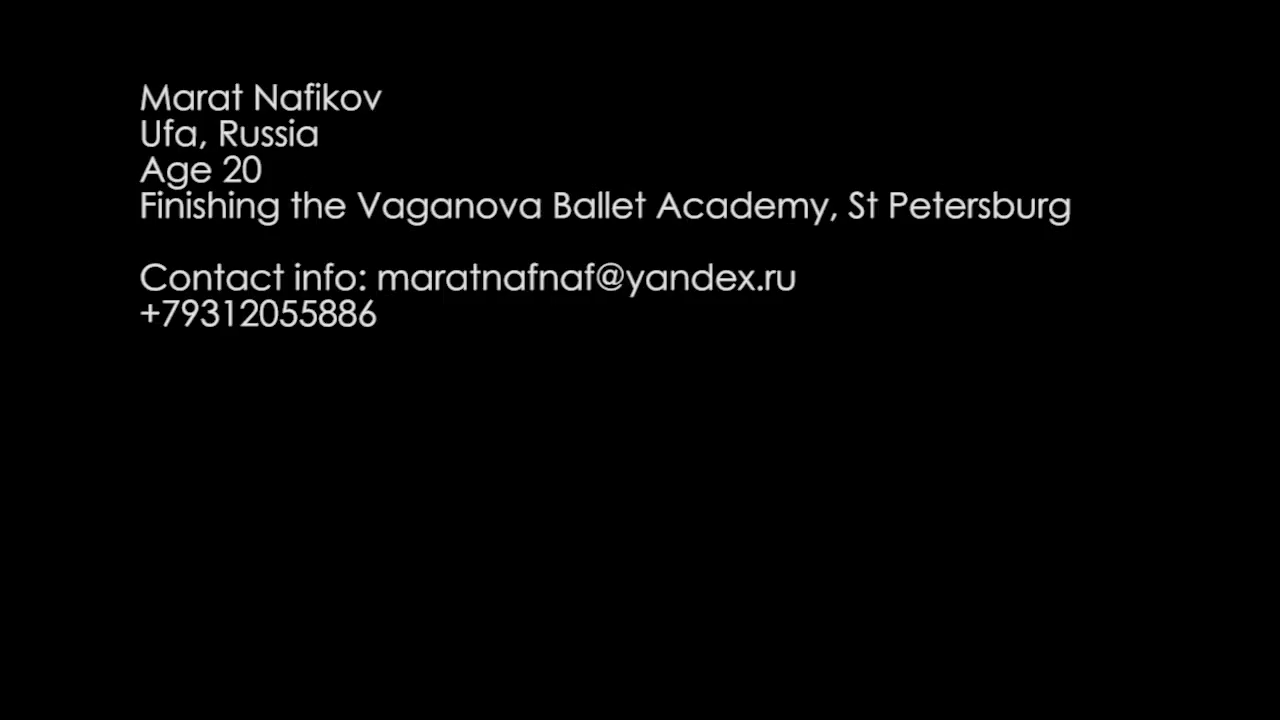 Marat Nafikov
Ufa, Russia
Age 20
Finishing the Vaganova Ballet Academy, St Petersburg
Contact info: maratnafnaf@yandex.ru
+79312055886